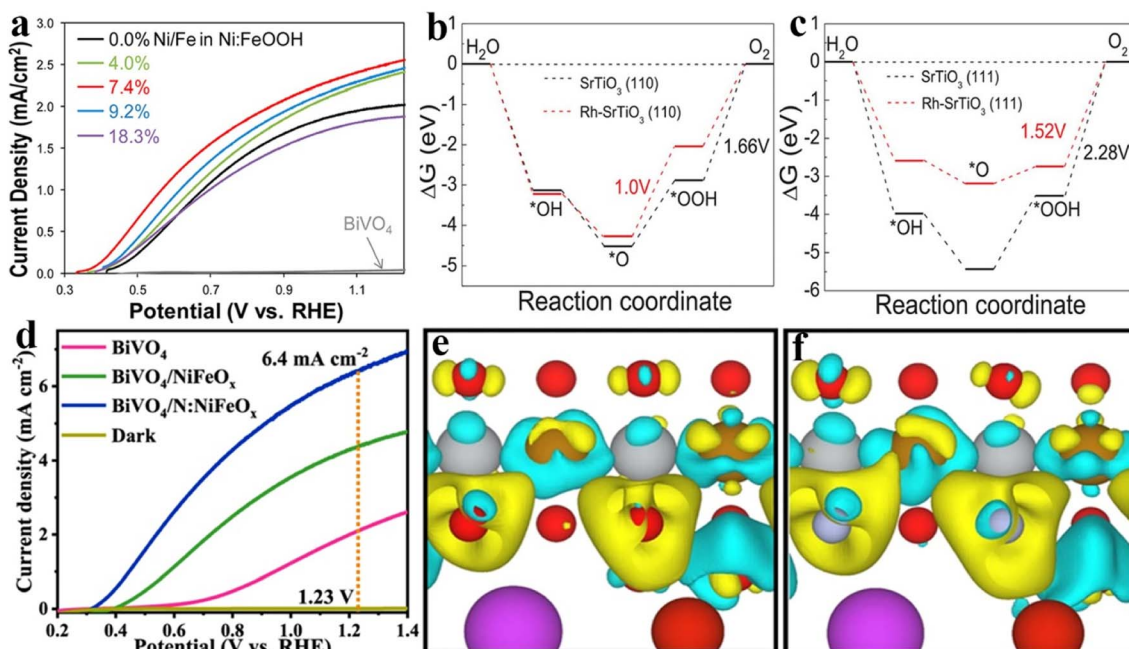 a
0.0% Ni/Fe in Ni:FeOOH
4.0%
7.4%
9.2%
18.3%
BiVO₄
Current Density (mA/cm²)
3.0
2.5
2.0
1.5
1.0
0.5
0.0
0.3 0.5 0.7 0.9 1.1
Potential (V vs. RHE)
b
H₂O
O₂
SrTiO₃ (110)
Rh-SrTiO₃ (110)
1.66V
1.0V
*OH
*O
*OOH
ΔG (eV)
1
0
-1
-2
-3
-4
-5
Reaction coordinate
c
H₂O
O₂
SrTiO₃ (111)
Rh-SrTiO₃ (111)
1.52V
2.28V
*O
*OH
*OOH
ΔG (eV)
1
0
-1
-2
-3
-4
-5
-6
Reaction coordinate
d
BiVO₄
BiVO₄/NiFeOₓ
BiVO₄/N:NiFeOₓ
Dark
6.4 mA cm⁻²
1.23 V
Current density (mA cm⁻²)
6
4
2
0
0.2 0.4 0.6 0.8 1.0 1.2 1.4
Potential (V vs. RHE)
e
f